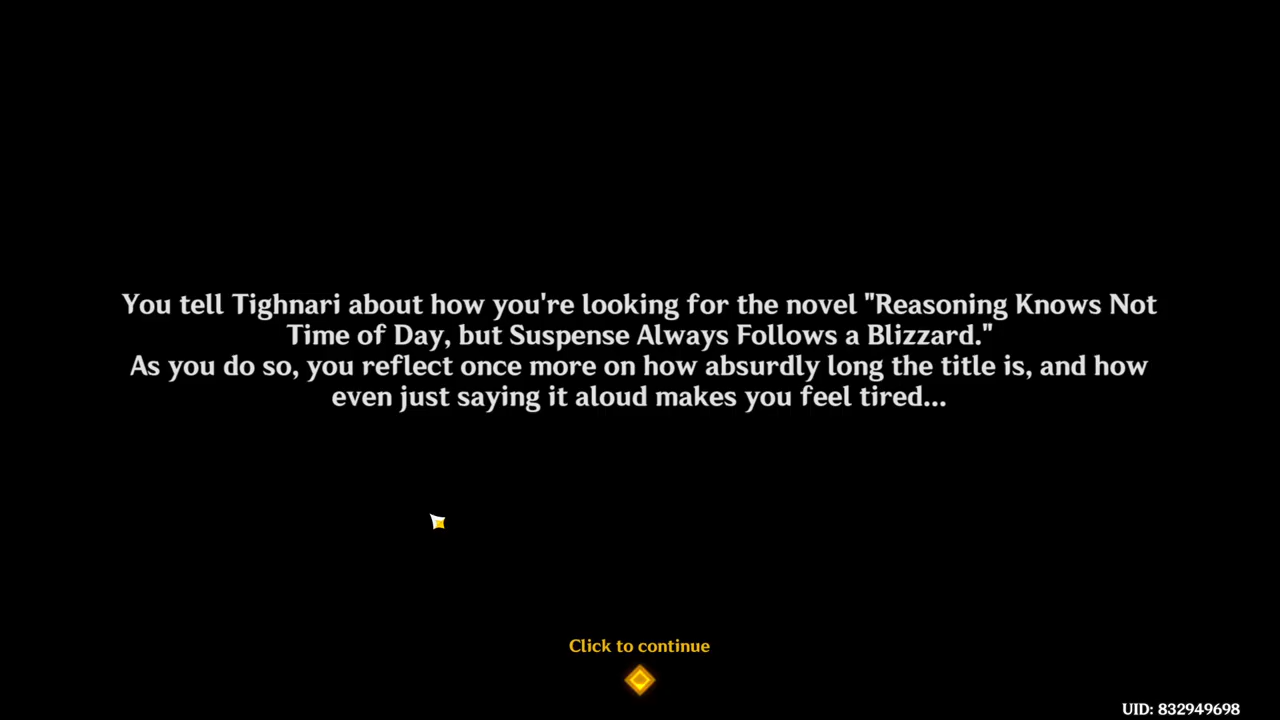 You tell Tighnari about how you're looking for the novel "Reasoning Knows Not
Time of Day, but Suspense Always Follows a Blizzard."
As you do so, you reflect once more on how absurdly long the title is, and how
even just saying it aloud makes you feel tired...
Click to continue
UID: 832949698